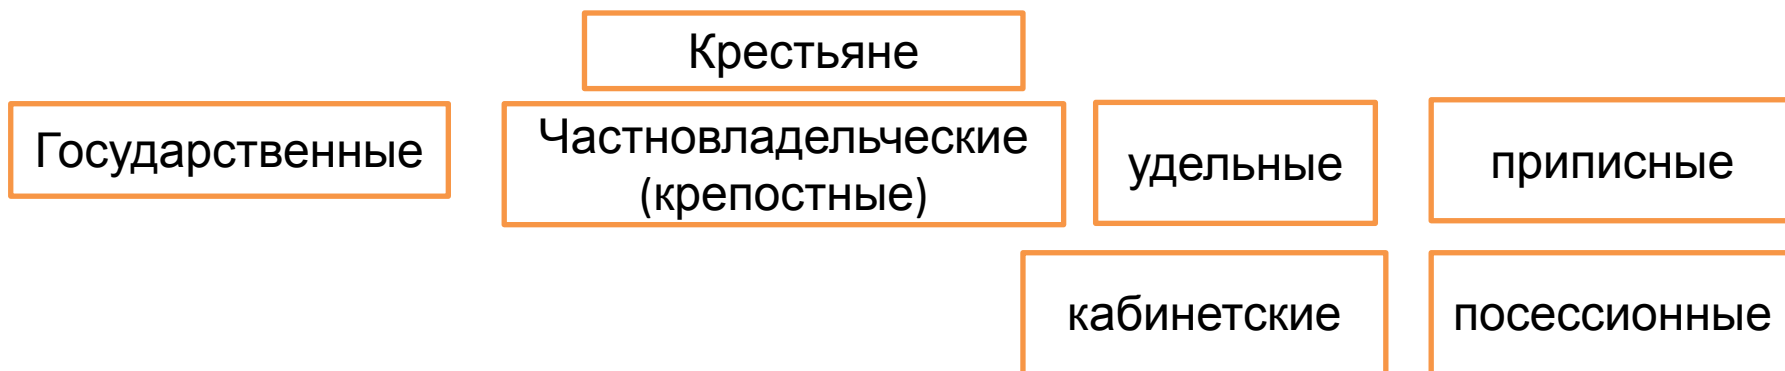 Крестьяне
Государственные
Частновладельческие
(крепостные)
удельные
приписные
кабинетские
посессионные